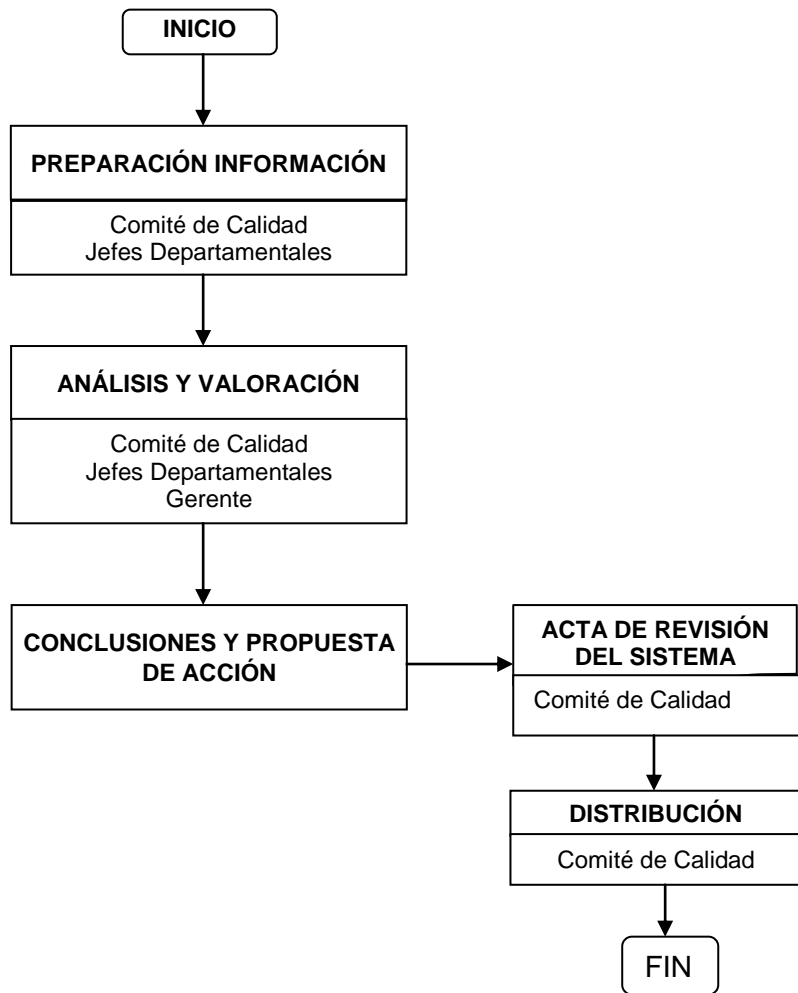 INICIO
PREPARACIÓN INFORMACIÓN
Comité de Calidad
Jefes Departamentales
ANÁLISIS Y VALORACIÓN
Comité de Calidad
Jefes Departamentales
Gerente
CONCLUSIONES Y PROPUESTA
DE ACCIÓN
ACTA DE REVISIÓN
DEL SISTEMA
Comité de Calidad
DISTRIBUCIÓN
Comité de Calidad
FIN